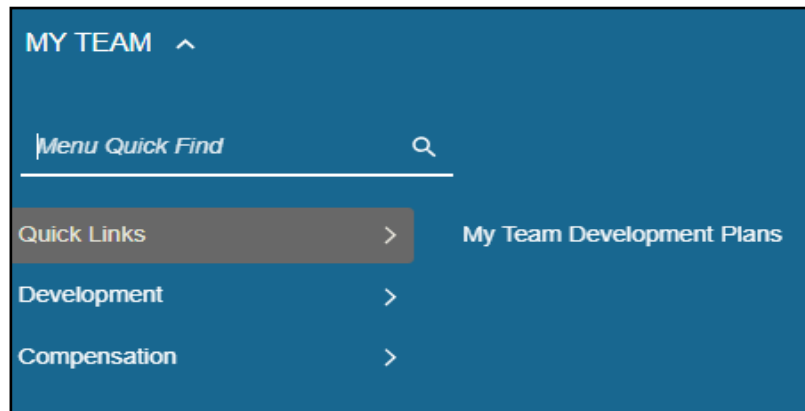 MY TEAM
Menu Quick Find
Quick Links
My Team Development Plans
Development
Compensation